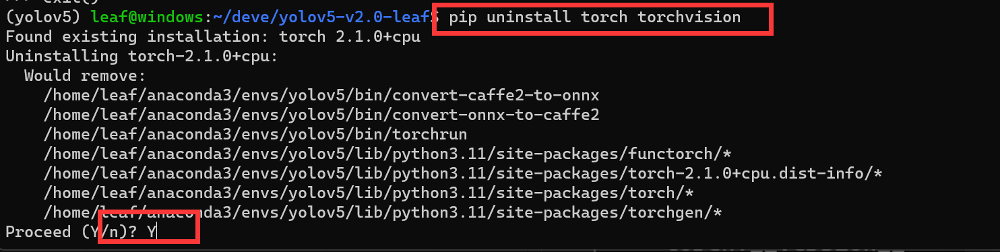 (yolov5) leaf@windows:~/deve/yolov5-v2.0-leaf$ pip uninstall torch torchvision
Found existing installation: torch 2.1.0+cpu
Uninstalling torch-2.1.0+cpu:
  Would remove:
    /home/leaf/anaconda3/envs/yolov5/bin/convert-caffe2-to-onnx
    /home/leaf/anaconda3/envs/yolov5/bin/convert-onnx-to-caffe2
    /home/leaf/anaconda3/envs/yolov5/bin/torchrun
    /home/leaf/anaconda3/envs/yolov5/lib/python3.11/site-packages/functorch/*
    /home/leaf/anaconda3/envs/yolov5/lib/python3.11/site-packages/torch-2.1.0+cpu.dist-info/*
    /home/leaf/anaconda3/envs/yolov5/lib/python3.11/site-packages/torch/*
    /home/leaf/anaconda3/envs/yolov5/lib/python3.11/site-packages/torchgen/*
Proceed (Y/n)? Y